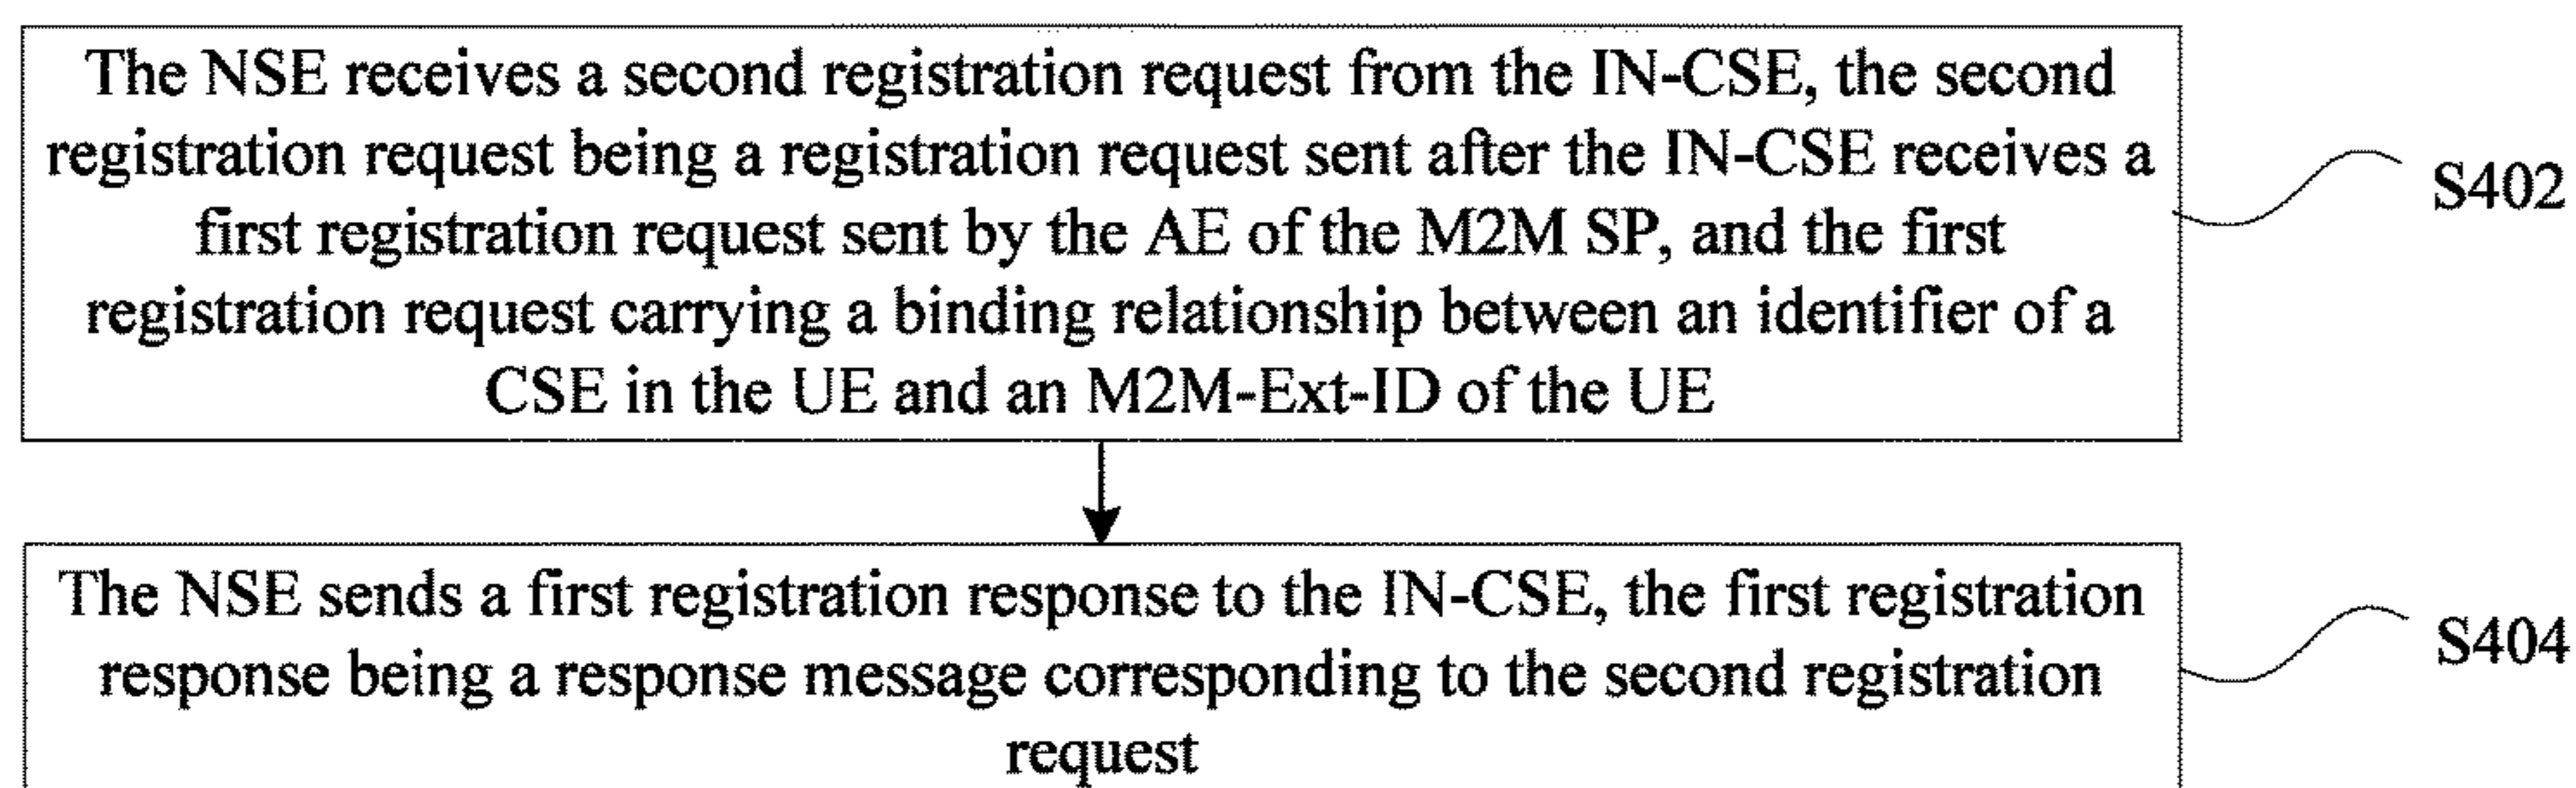 The NSE receives a second registration request from the IN-CSE, the second
registration request being a registration request sent after the IN-CSE receives a
first registration request sent by the AE of the M2M SP, and the first
registration request carrying a binding relationship between an identifier of a
CSE in the UE and an M2M-Ext-ID of the UE
S402
The NSE sends a first registration response to the IN-CSE, the first registration
response being a response message corresponding to the second registration
request
S404